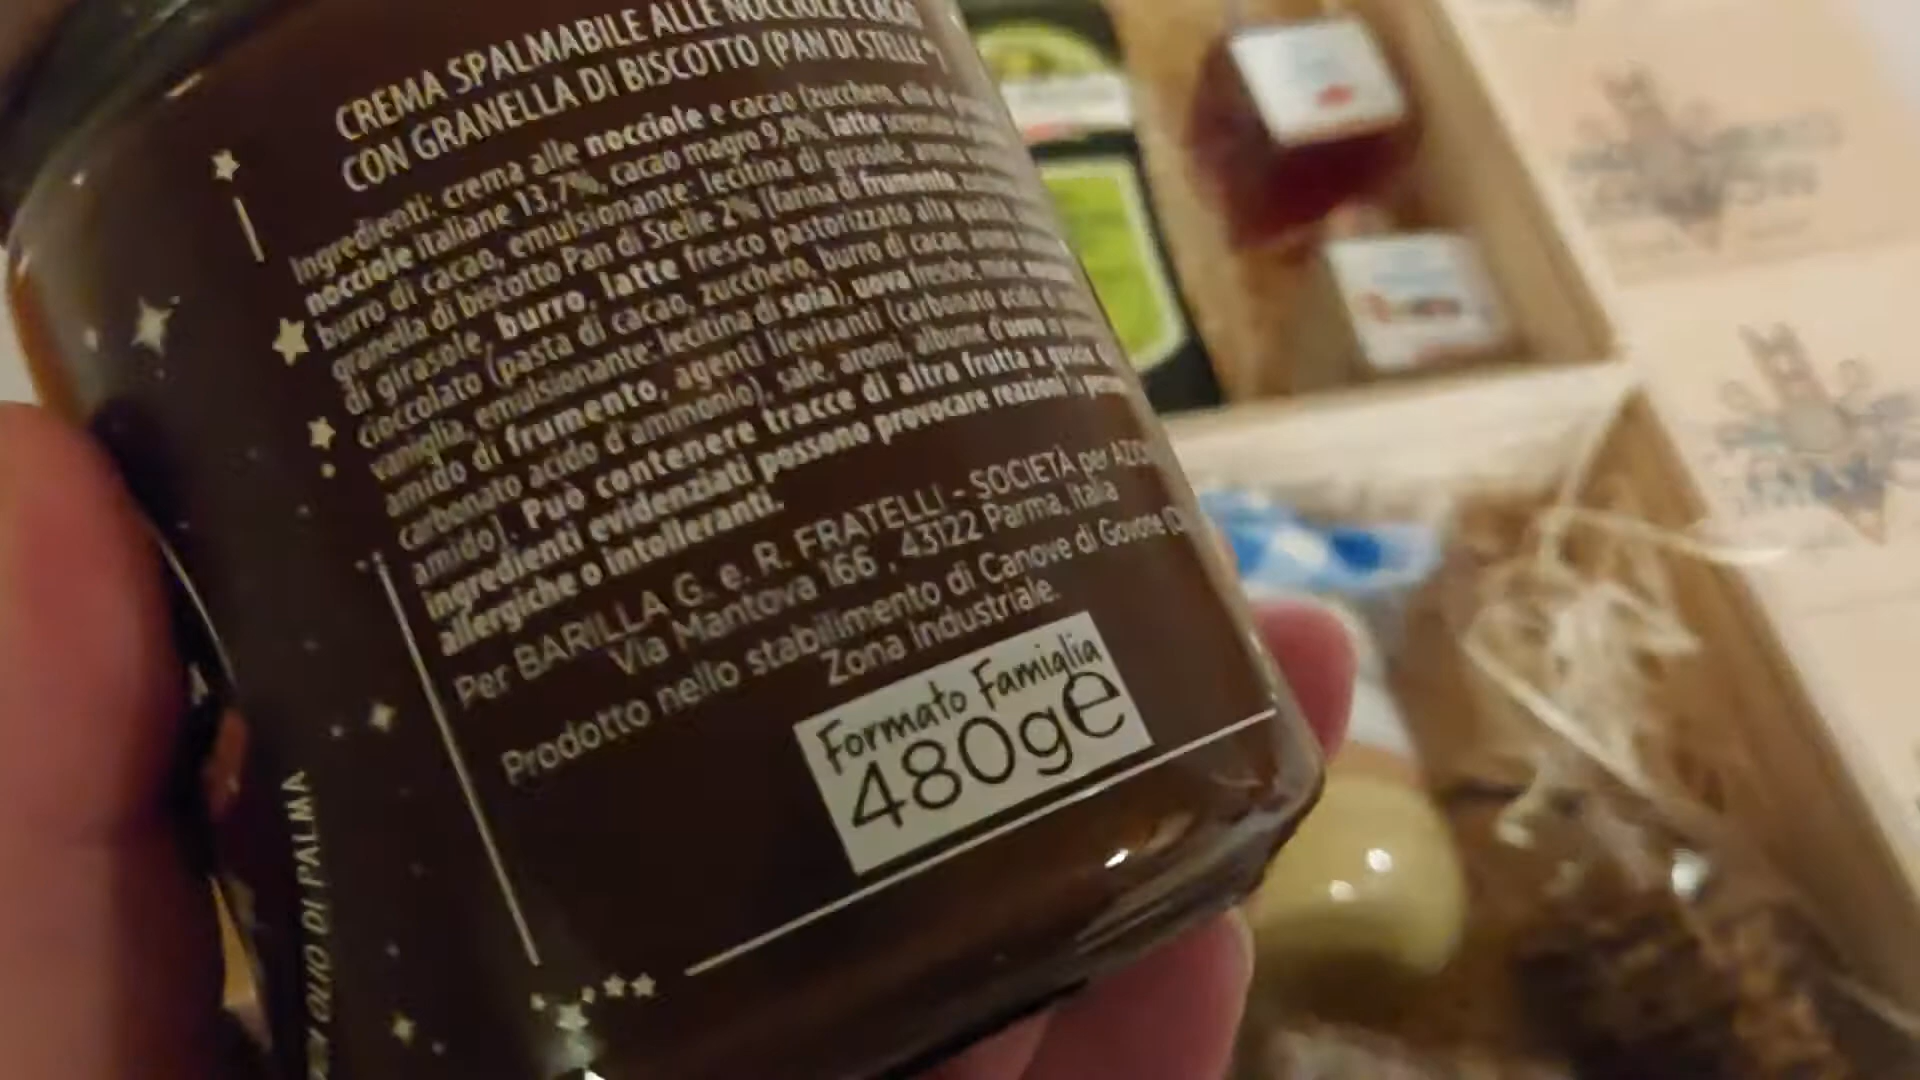 CREMA SPALMABILE ALLE NOCCIOLE E CACAO
CON GRANELLA DI BISCOTTO (PAN DI STELLE*)
Ingredienti: crema alle nocciole e cacao (zucchero, olio di
nocciole italiane 13,7%, cacao magro 9,8%, latte scremato
burro di cacao, emulsionante: lecitina di girasole, aroma
granella di biscotto Pan di Stelle 2% [farina di frumento,
di girasole, burro, latte fresco pastorizzato alta qualità,
cioccolato (pasta di cacao, zucchero, burro di cacao, aroma
vaniglia, emulsionante: lecitina di soia), uova fresche, miele,
amido di frumento, agenti lievitanti (carbonato acido
carbonato acido d'ammonio), sale, aromi, albume d'uovo in
amido]. Può contenere tracce di altra frutta a guscio.
ingredienti evidenziati possono provocare reazioni
allergiche o intolleranti.
Per BARILLA G. e. R. FRATELLI - SOCIETÀ per
Via Mantova 166 , 43122 Parma, Italia
Prodotto nello stabilimento di Canove di Govone
Zona Industriale.
Formato Famiglia
480g℮
OLIO DI PALMA